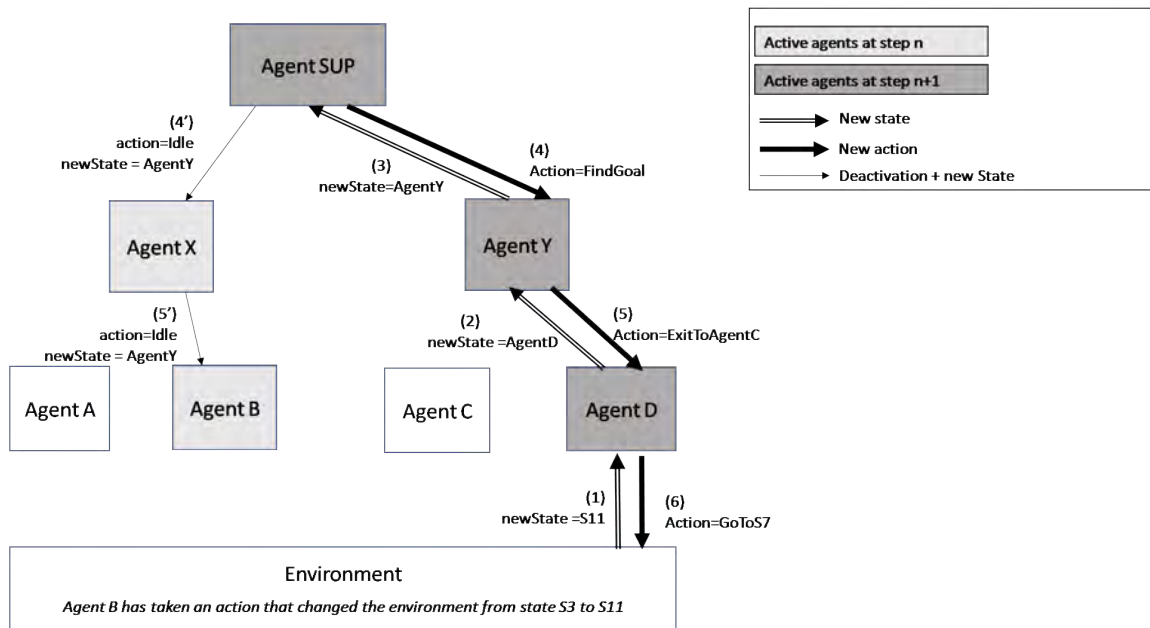 Agent SUP
Active agents at step n
Active agents at step n+1
New state
New action
Deactivation + new State
(4')
action=Idle
newState = AgentY
(3)
newState=AgentY
(4)
Action=FindGoal
Agent X
Agent Y
(5')
action=Idle
newState = AgentY
(2)
newState=AgentD
(5)
Action=ExitToAgentC
Agent A
Agent B
Agent C
Agent D
(1)
newState =S11
(6)
Action=GoToS7
Environment
Agent B has taken an action that changed the environment from state S3 to S11